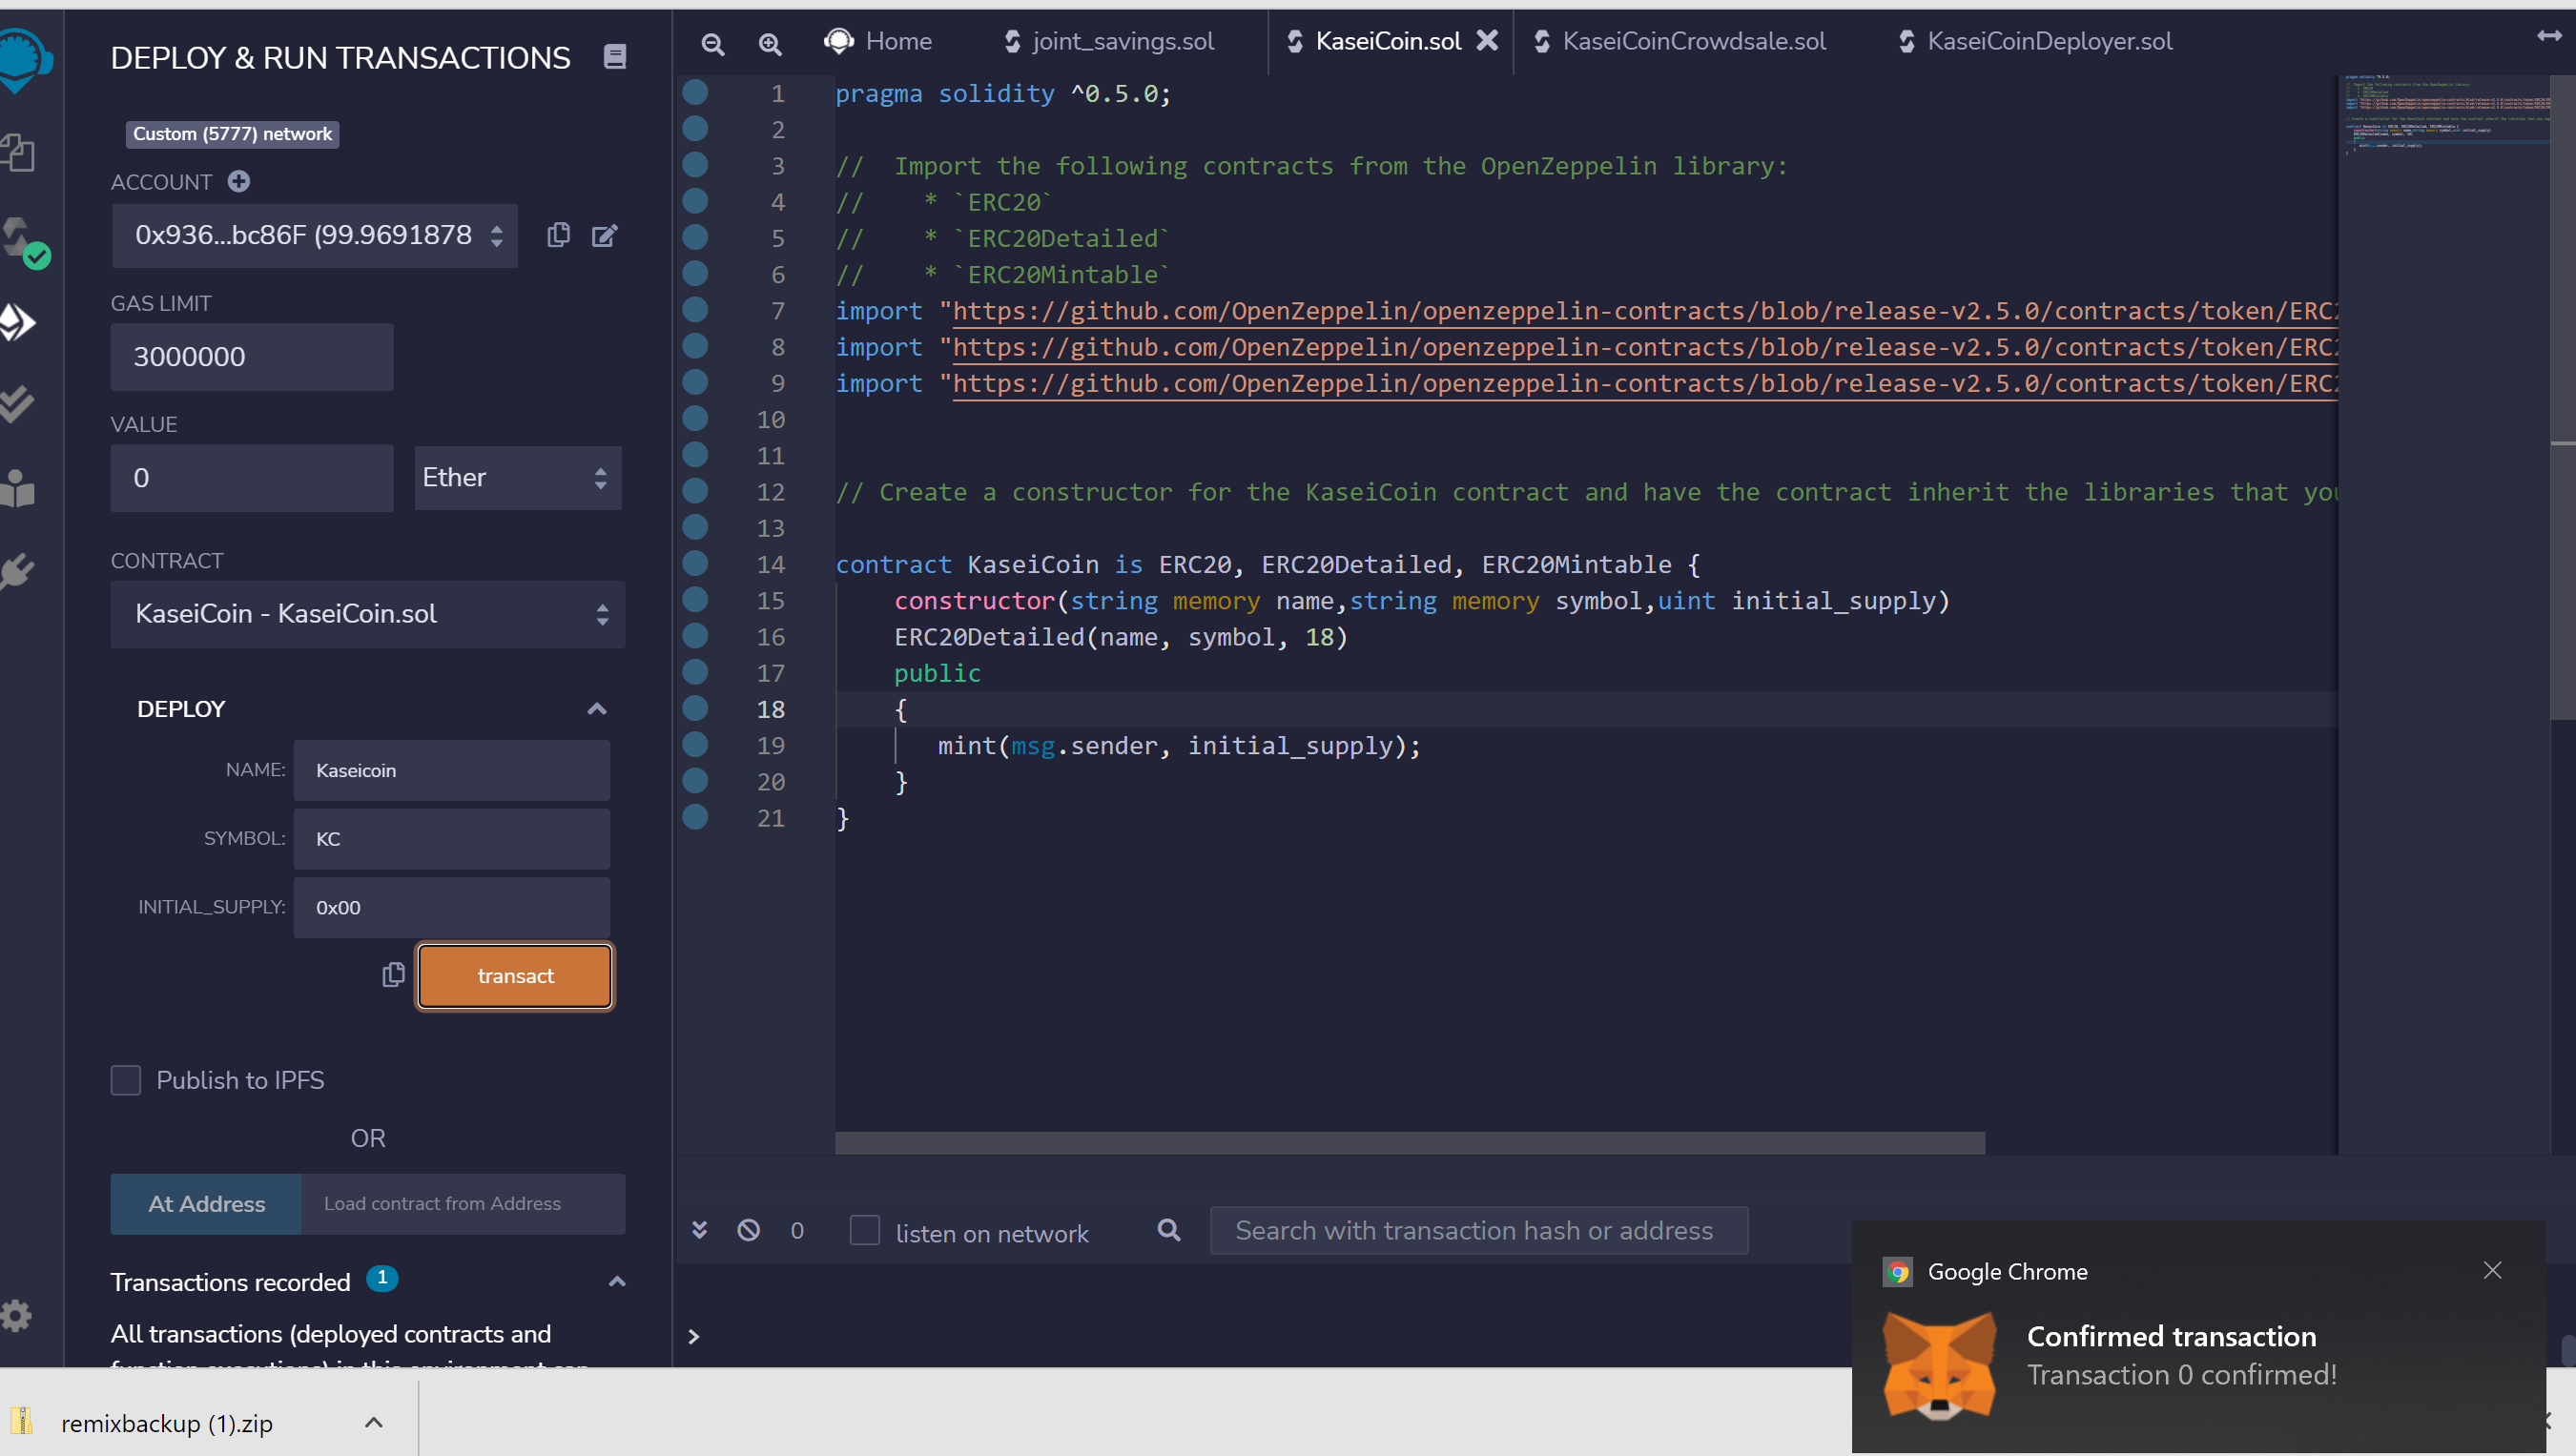 DEPLOY & RUN TRANSACTIONS
Custom (5777) network
ACCOUNT
0x936...bc86F (99.9691878
GAS LIMIT
3000000
VALUE
0
Ether
CONTRACT
KaseiCoin - KaseiCoin.sol
DEPLOY
NAME: Kaseicoin
SYMBOL: KC
INITIAL_SUPPLY: 0x00
transact
Publish to IPFS
OR
At Address
Load contract from Address
Transactions recorded 1
All transactions (deployed contracts and
Home
joint_savings.sol
KaseiCoin.sol
KaseiCoinCrowdsale.sol
KaseiCoinDeployer.sol
1 pragma solidity ^0.5.0;
2
3 //  Import the following contracts from the OpenZeppelin library:
4 //    * `ERC20`
5 //    * `ERC20Detailed`
6 //    * `ERC20Mintable`
7 import "https://github.com/OpenZeppelin/openzeppelin-contracts/blob/release-v2.5.0/contracts/token/ERC2
8 import "https://github.com/OpenZeppelin/openzeppelin-contracts/blob/release-v2.5.0/contracts/token/ERC2
9 import "https://github.com/OpenZeppelin/openzeppelin-contracts/blob/release-v2.5.0/contracts/token/ERC2
10
11
12 // Create a constructor for the KaseiCoin contract and have the contract inherit the libraries that you
13
14 contract KaseiCoin is ERC20, ERC20Detailed, ERC20Mintable {
15     constructor(string memory name,string memory symbol,uint initial_supply)
16     ERC20Detailed(name, symbol, 18)
17     public
18     {
19        mint(msg.sender, initial_supply);
20     }
21 }
0
listen on network
Search with transaction hash or address
>
Google Chrome
Confirmed transaction
Transaction 0 confirmed!
remixbackup (1).zip